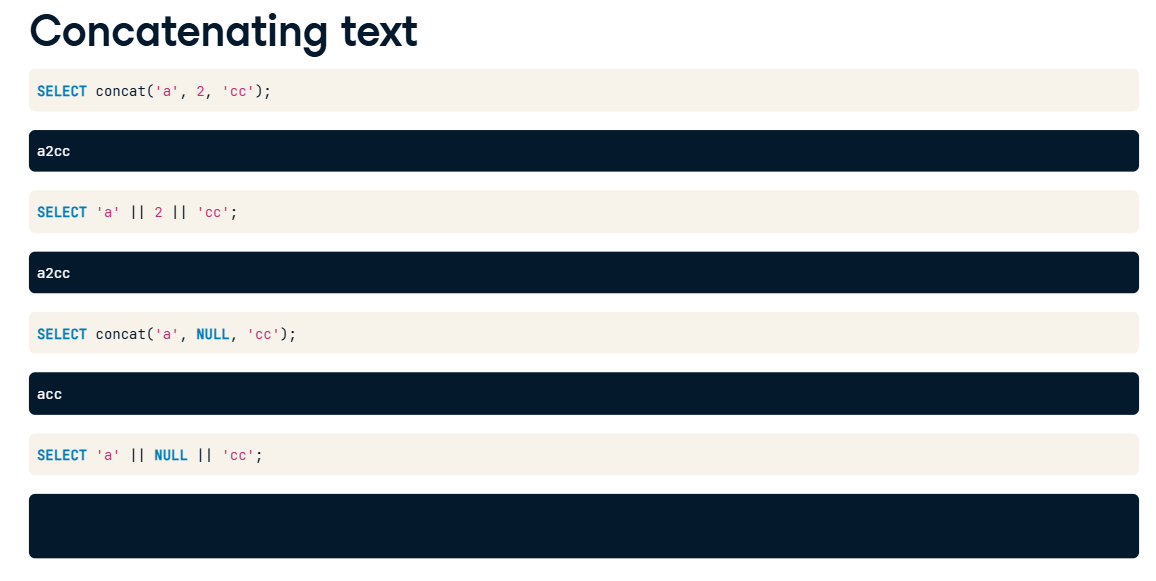 Concatenating text
SELECT concat('a', 2, 'cc');
a2cc
SELECT 'a' || 2 || 'cc';
a2cc
SELECT concat('a', NULL, 'cc');
acc
SELECT 'a' || NULL || 'cc';